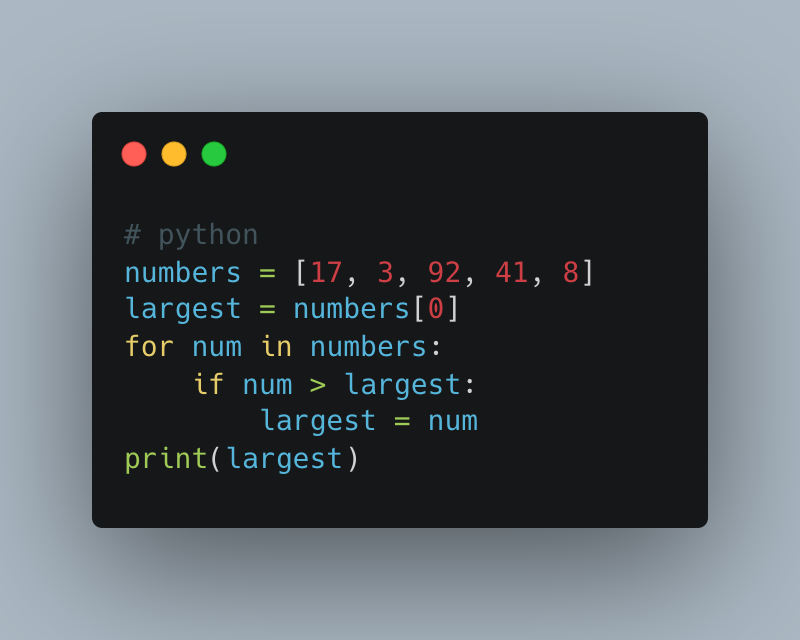 # python
numbers = [17, 3, 92, 41, 8]
largest = numbers[0]
for num in numbers:
    if num > largest:
        largest = num
print(largest)